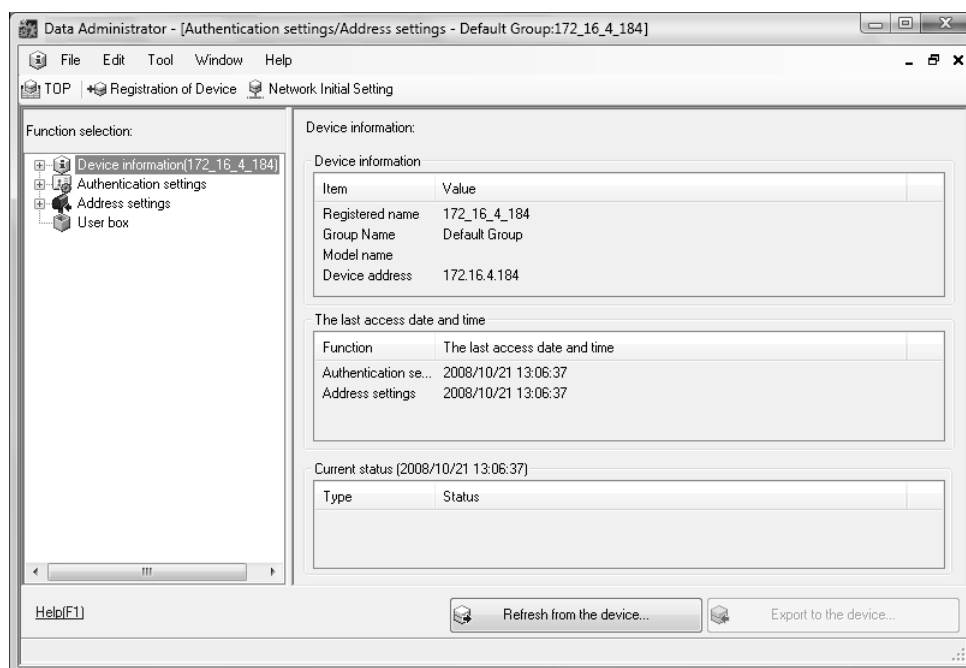 Data Administrator - [Authentication settings/Address settings - Default Group:172_16_4_184]
File Edit Tool Window Help
TOP Registration of Device Network Initial Setting
Function selection:
Device information(172_16_4_184)
Authentication settings
Address settings
User box
Device information:
Device information
Item Value
Registered name 172_16_4_184
Group Name Default Group
Model name
Device address 172.16.4.184
The last access date and time
Function The last access date and time
Authentication se... 2008/10/21 13:06:37
Address settings 2008/10/21 13:06:37
Current status (2008/10/21 13:06:37)
Type Status
Help(F1)
Refresh from the device...
Export to the device...